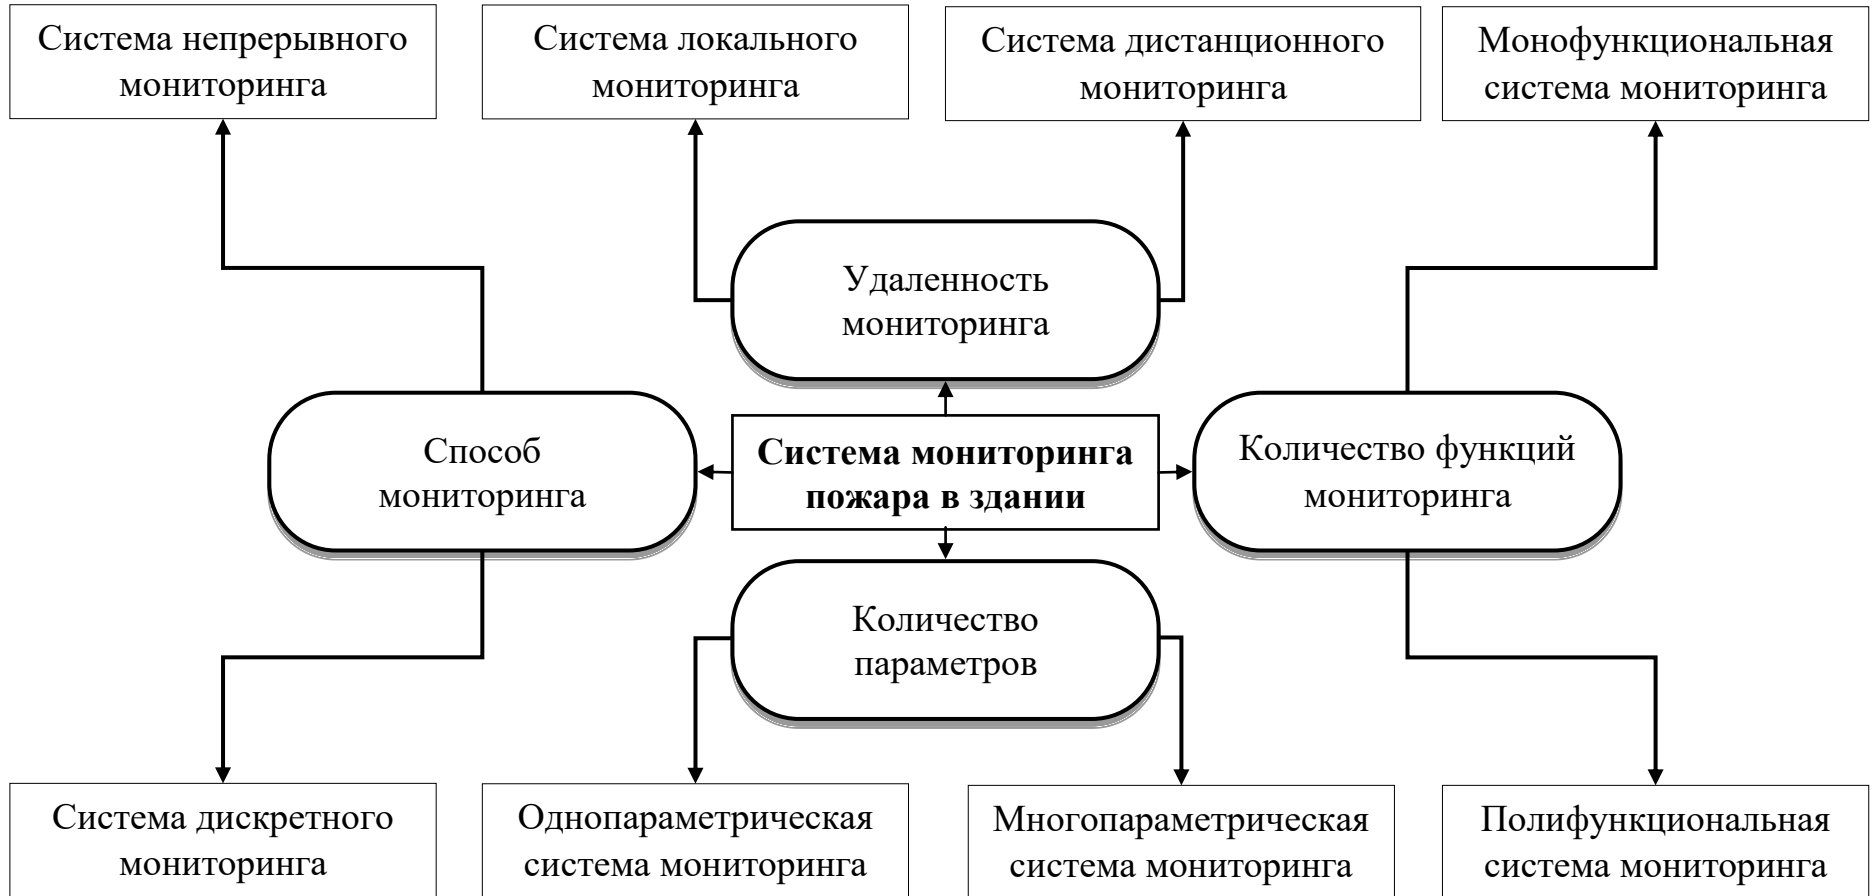 Система непрерывного
мониторинга
Система локального
мониторинга
Система дистанционного
мониторинга
Монофункциональная
система мониторинга
Удаленность
мониторинга
Способ
мониторинга
Система мониторинга
пожара в здании
Количество функций
мониторинга
Количество
параметров
Система дискретного
мониторинга
Однопараметрическая
система мониторинга
Многопараметрическая
система мониторинга
Полифункциональная
система мониторинга